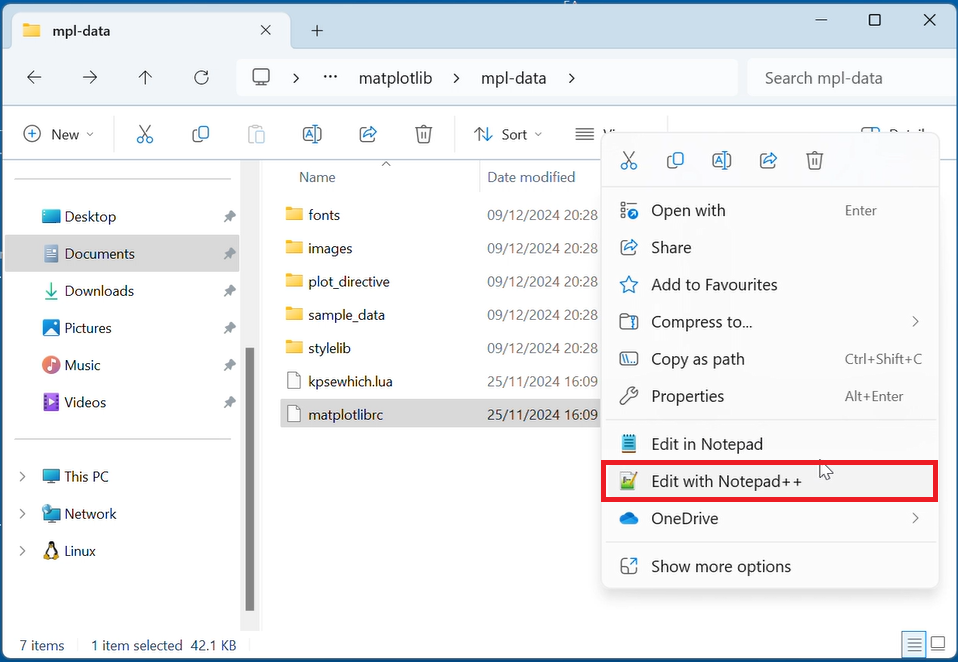 mpl-data
matplotlib
mpl-data
Search mpl-data
New
Sort
Name
Date modified
Desktop
Documents
Downloads
Pictures
Music
Videos
This PC
Network
Linux
fonts 09/12/2024 20:28
images 09/12/2024 20:28
plot_directive 09/12/2024 20:28
sample_data 09/12/2024 20:28
stylelib 09/12/2024 20:28
kpsewhich.lua 25/11/2024 16:09
matplotlibrc 25/11/2024 16:09
Open with Enter
Share
Add to Favourites
Compress to...
Copy as path Ctrl+Shift+C
Properties Alt+Enter
Edit in Notepad
Edit with Notepad++
OneDrive
Show more options
7 items 1 item selected 42.1 KB